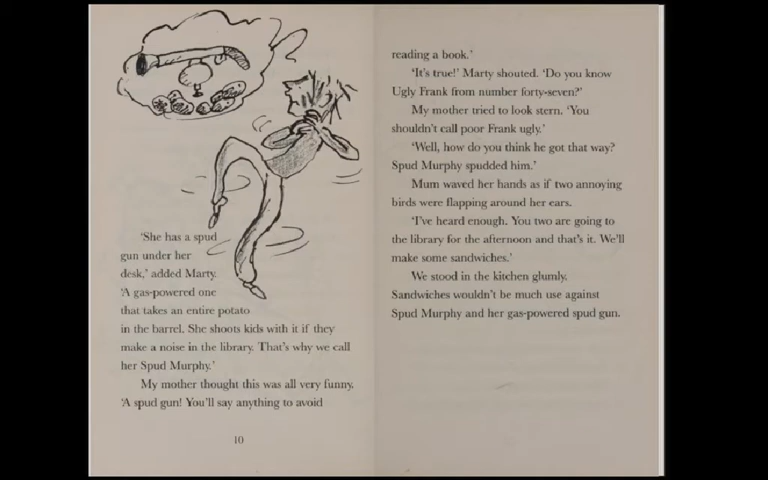 'She has a spud
gun under her
desk,' added Marty.
'A gas-powered one
that takes an entire potato
in the barrel. She shoots kids with it if they
make a noise in the library. That's why we call
her Spud Murphy.'
My mother thought this was all very funny.
'A spud gun! You'll say anything to avoid
10
reading a book.'
'It's true!' Marty shouted. 'Do you know
Ugly Frank from number forty-seven?'
My mother tried to look stern. 'You
shouldn't call poor Frank ugly.'
'Well, how do you think he got that way?
Spud Murphy spudded him.'
Mum waved her hands as if two annoying
birds were flapping around her ears.
'I've heard enough. You two are going to
the library for the afternoon and that's it. We'll
make some sandwiches.'
We stood in the kitchen glumly.
Sandwiches wouldn't be much use against
Spud Murphy and her gas-powered spud gun.